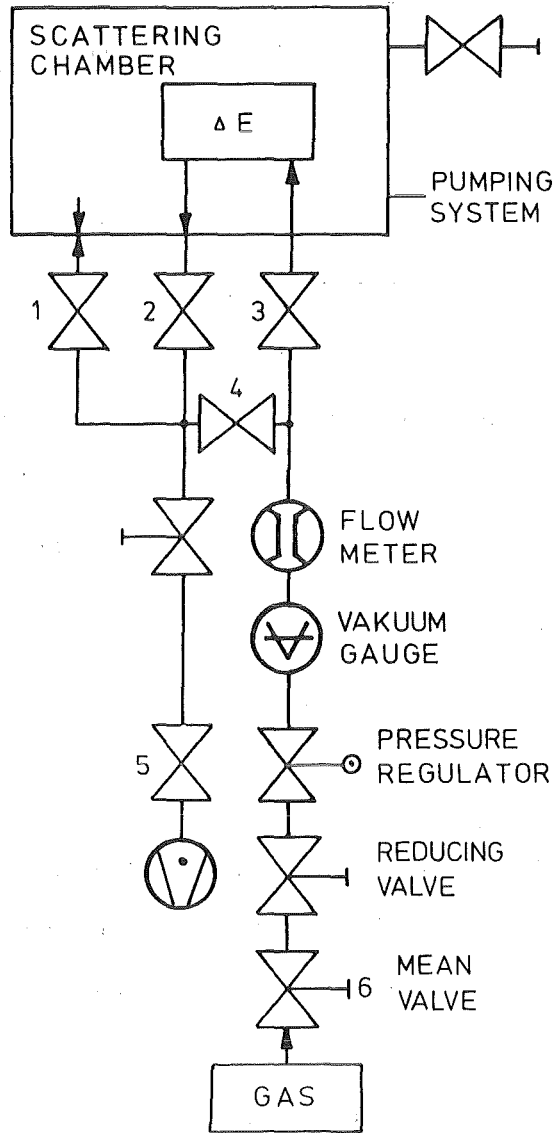 SCATTERING
CHAMBER
Δ E
PUMPING
SYSTEM
1
2
3
4
FLOW
METER
VAKUUM
GAUGE
5
PRESSURE
REGULATOR
REDUCING
VALVE
6
MEAN
VALVE
GAS